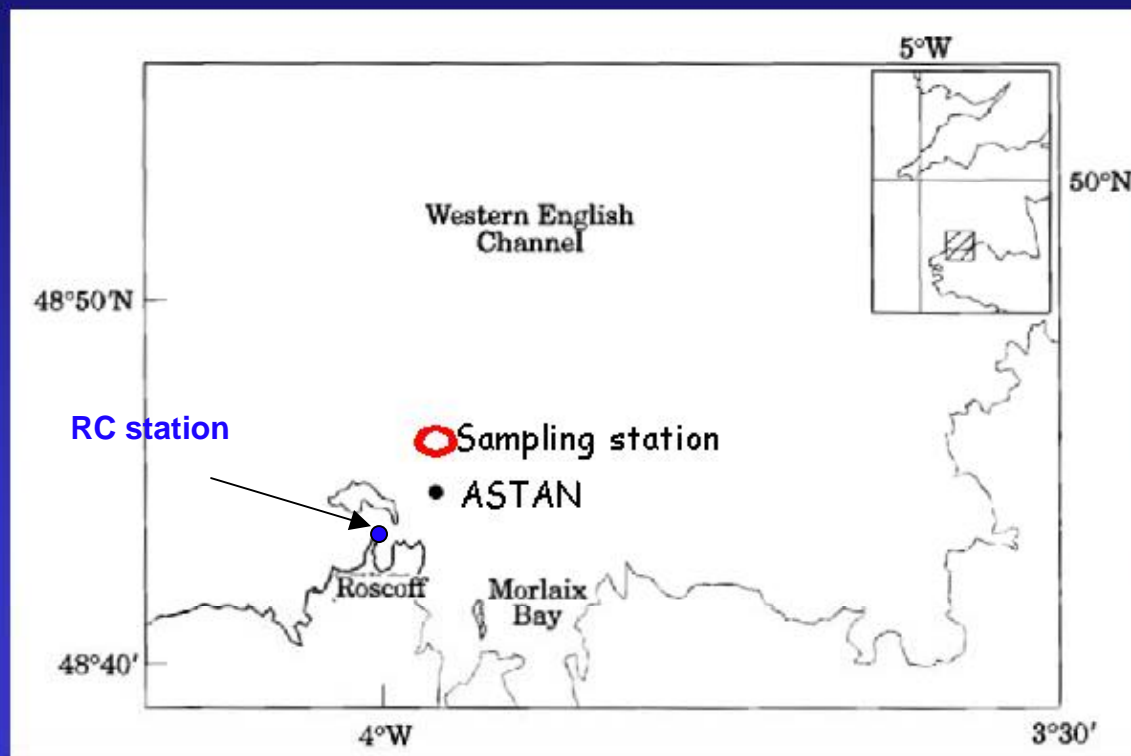 5°W
50°N
Western English
Channel
48°50'N
RC station
Sampling station
ASTAN
Roscoff
Morlaix
Bay
48°40'
4°W
3°30'